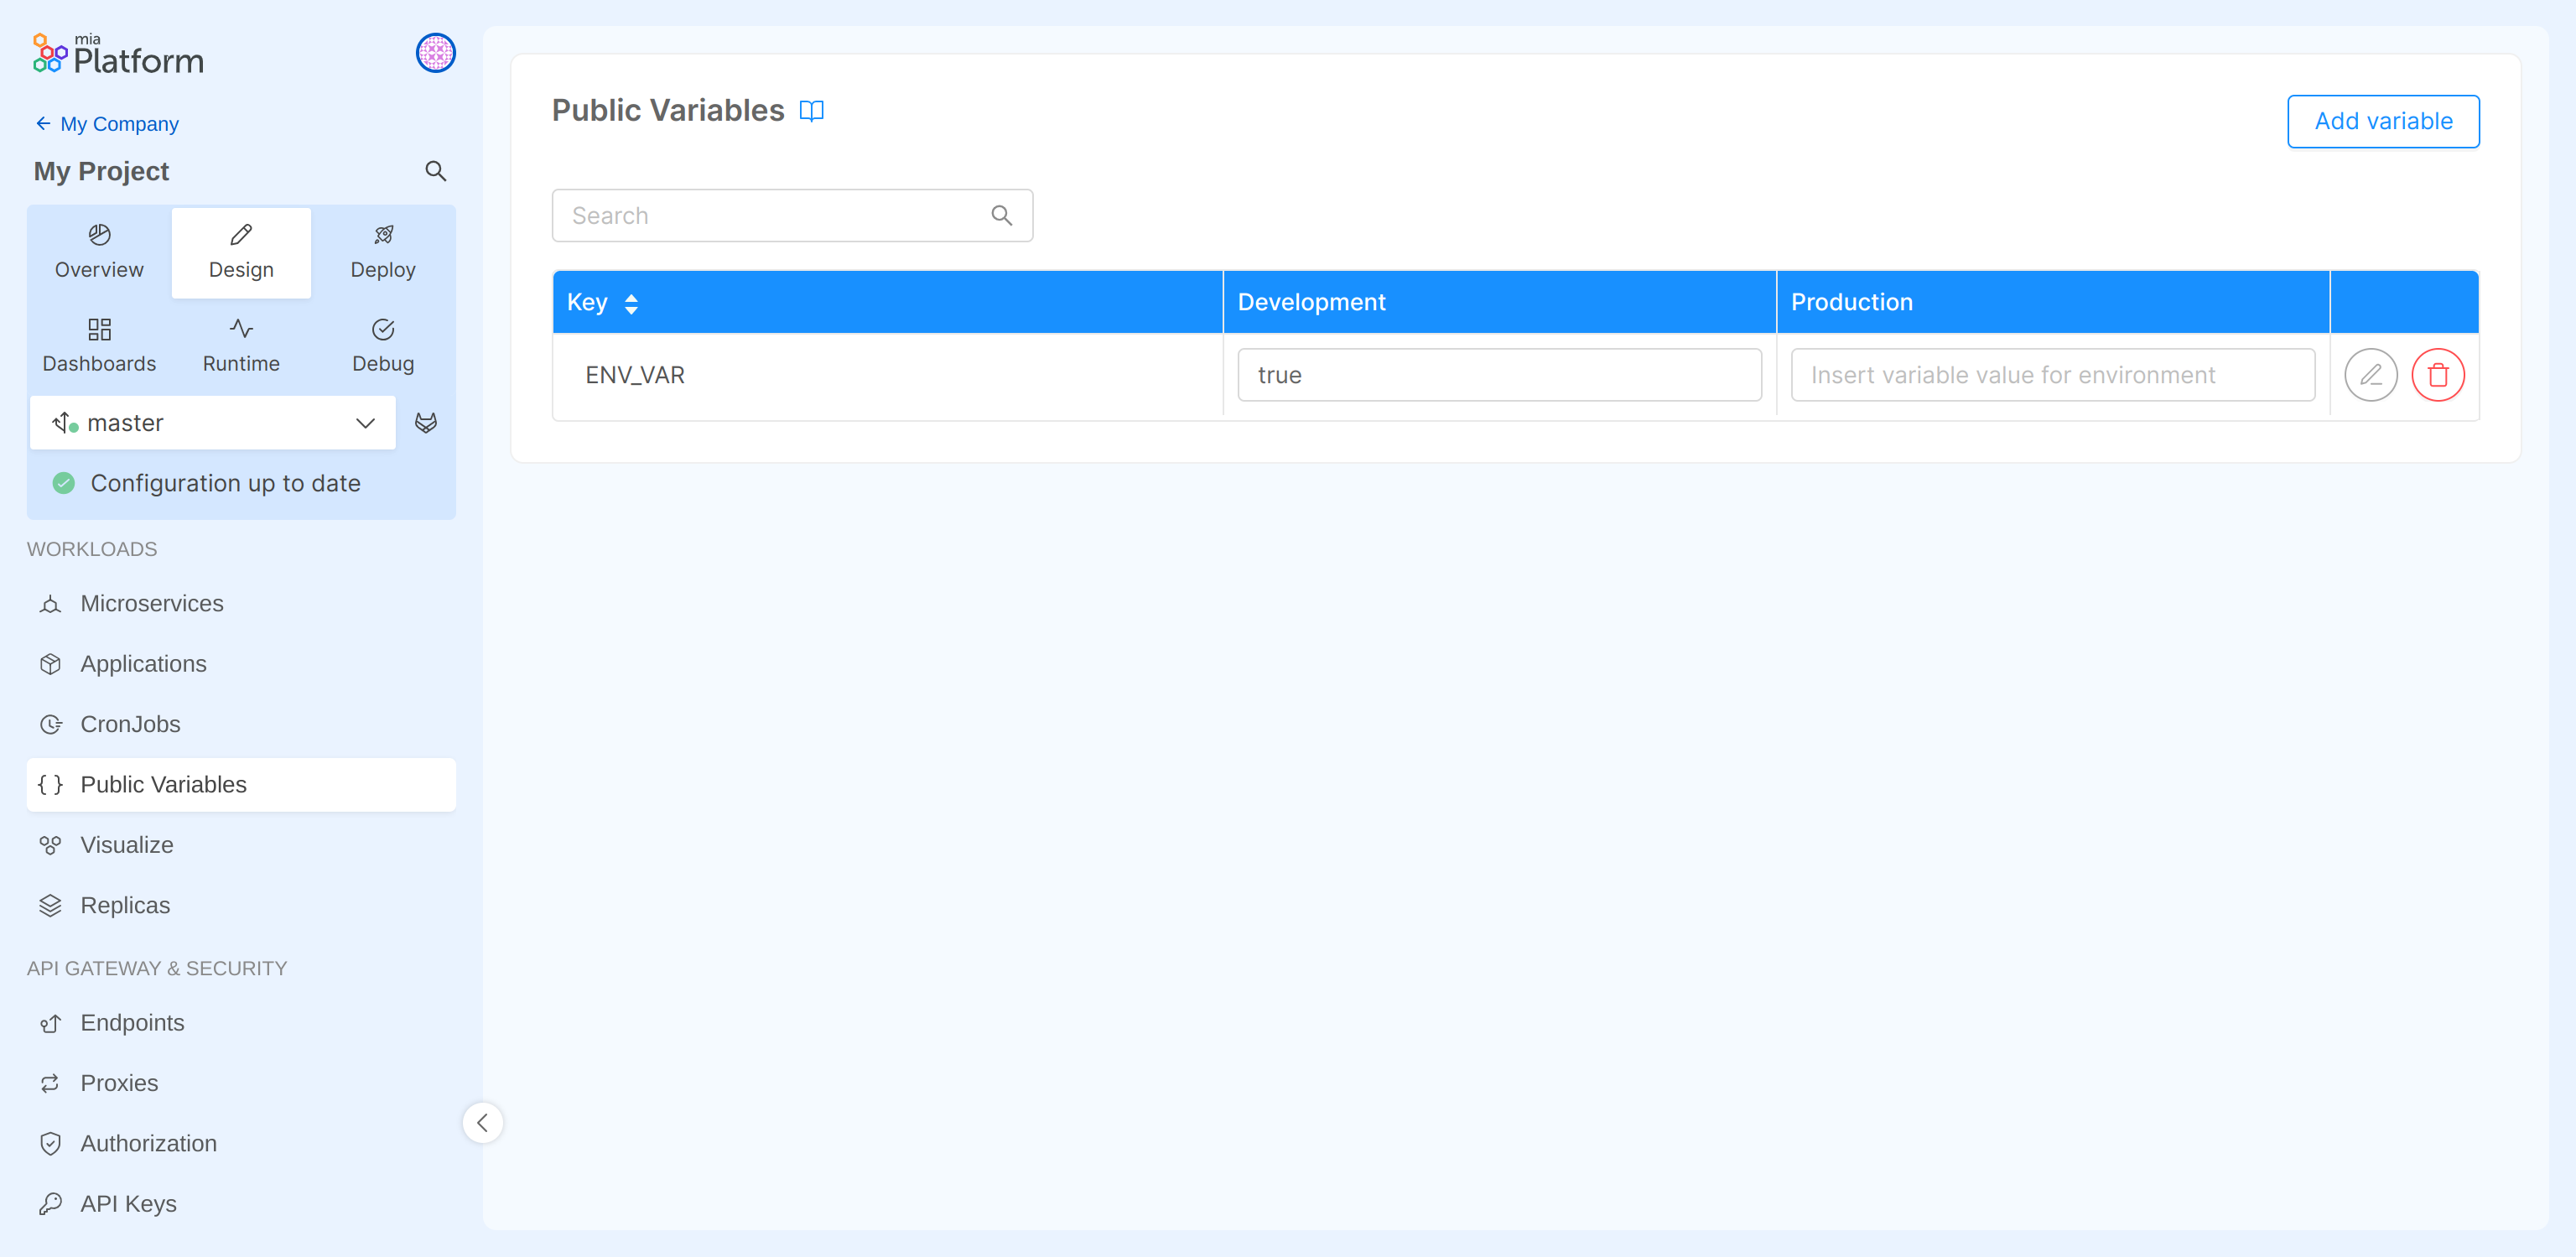 mia
Platform
My Company
My Project
Overview
Design
Deploy
Dashboards
Runtime
Debug
master
Configuration up to date
WORKLOADS
Microservices
Applications
CronJobs
Public Variables
Visualize
Replicas
API GATEWAY & SECURITY
Endpoints
Proxies
Authorization
API Keys
Public Variables
Add variable
Search
Key
Development
Production
ENV_VAR
true
Insert variable value for environment